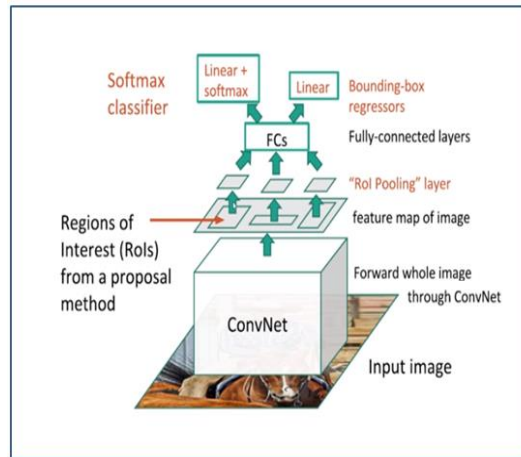 Softmax
classifier
Linear +
softmax
Linear
Bounding-box
regressors
FCs
Fully-connected layers
"RoI Pooling" layer
Regions of
Interest (RoIs)
from a proposal
method
feature map of image
Forward whole image
through ConvNet
ConvNet
Input image